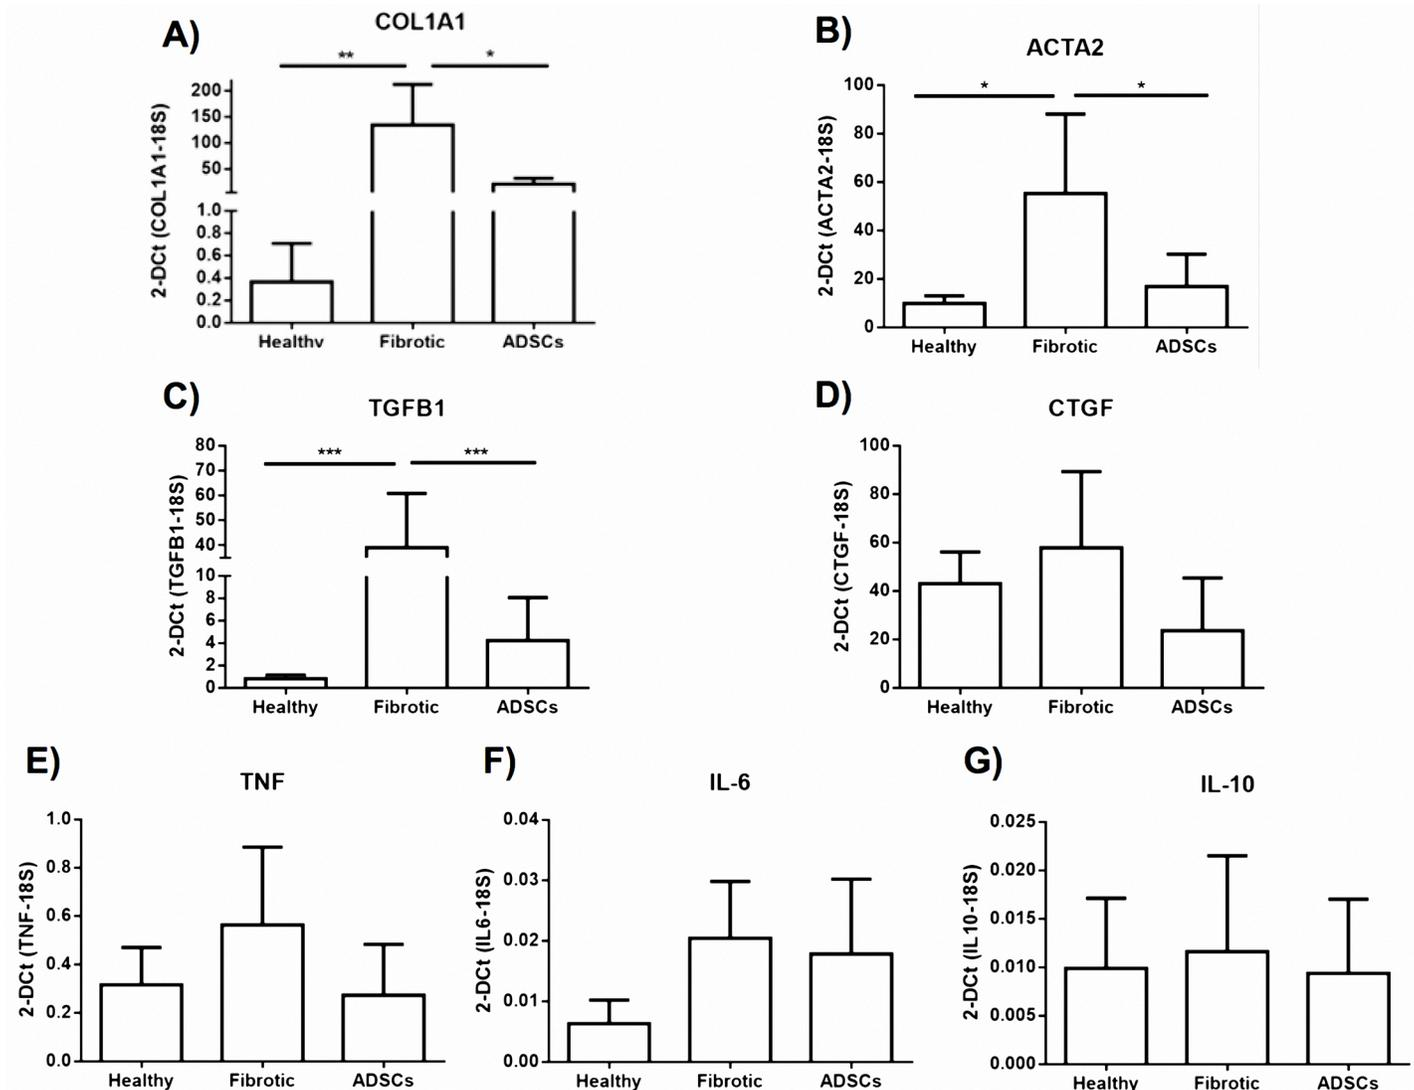 A)
COL1A1
** *
2-DCt (COL1A1-18S)
200
150
100
50
1.0
0.8
0.6
0.4
0.2
0.0
Healthy Fibrotic ADSCs
B)
ACTA2
* *
2-DCt (ACTA2-18S)
100
80
60
40
20
0
Healthy Fibrotic ADSCs
C)
TGFB1
*** ***
2-DCt (TGFB1-18S)
80
70
60
50
40
10
8
6
4
2
0
Healthy Fibrotic ADSCs
D)
CTGF
2-DCt (CTGF-18S)
100
80
60
40
20
0
Healthy Fibrotic ADSCs
E)
TNF
2-DCt (TNF-18S)
1.0
0.8
0.6
0.4
0.2
0.0
Healthy Fibrotic ADSCs
F)
IL-6
2-DCt (IL6-18S)
0.04
0.03
0.02
0.01
0.00
Healthy Fibrotic ADSCs
G)
IL-10
2-DCt (IL10-18S)
0.025
0.020
0.015
0.010
0.005
0.000
Healthy Fibrotic ADSCs